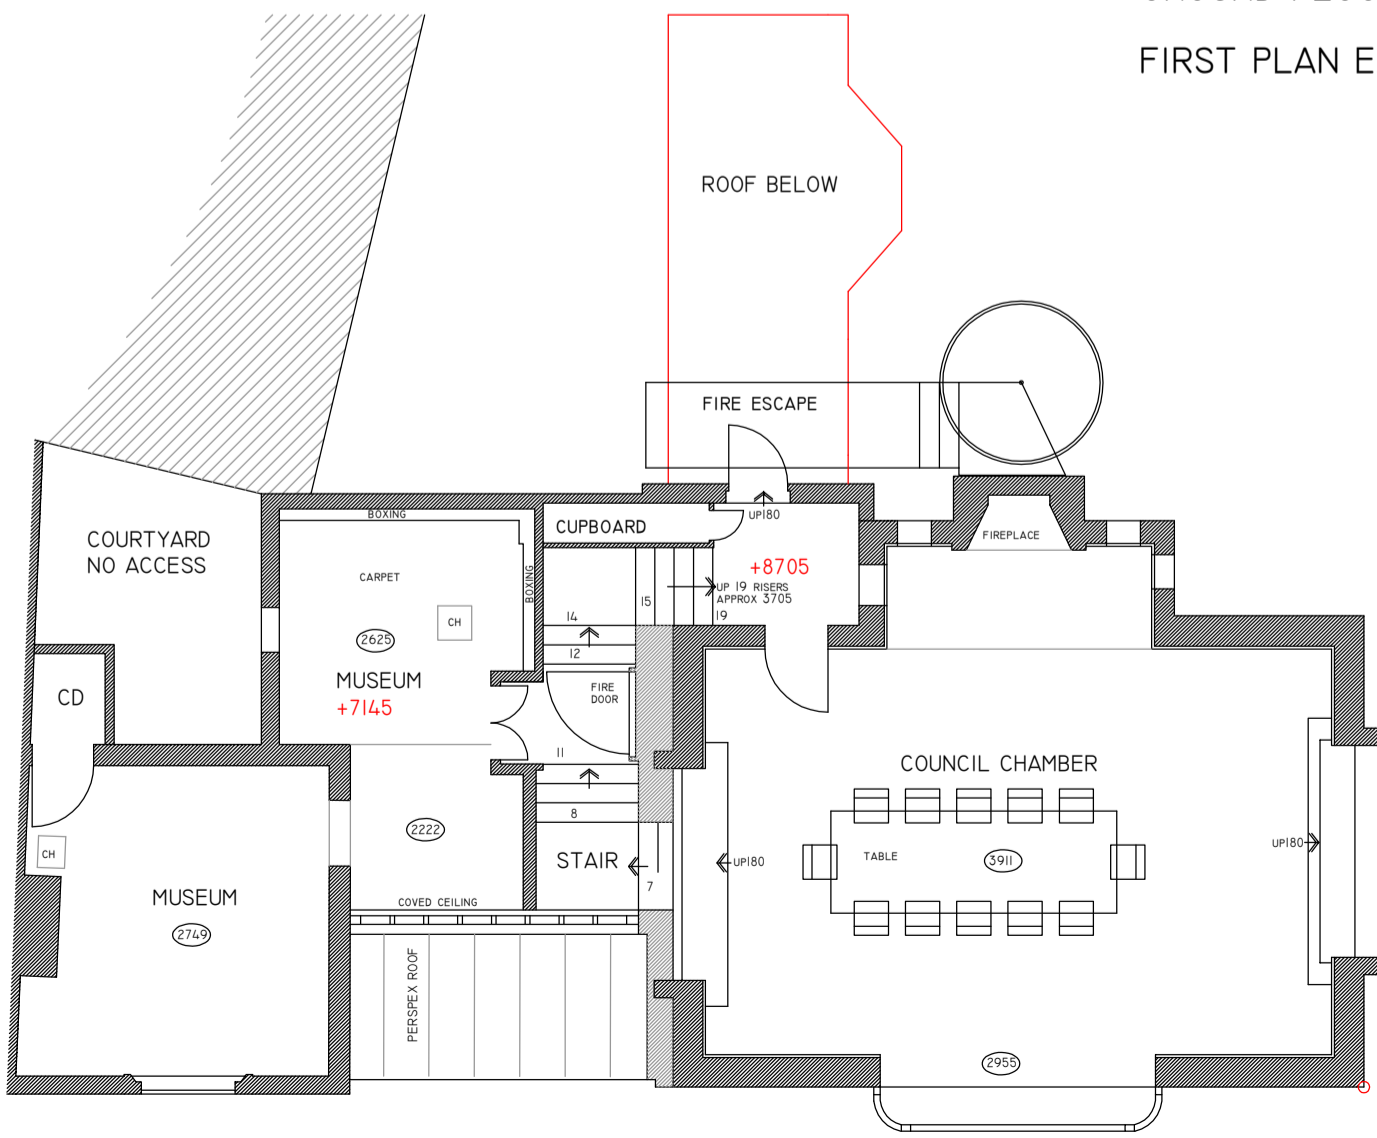 FIRST PLAN E
ROOF BELOW
FIRE ESCAPE
BOXING
CUPBOARD
UP180
COURTYARD
NO ACCESS
FIREPLACE
CARPET
BOXING
+8705
UP 19 RISERS
APPROX 3705
15
19
14
CH
2625
12
MUSEUM
+7145
FIRE
DOOR
CD
11
COUNCIL CHAMBER
8
2222
UP180
STAIR
TABLE
3911
UP180
CH
7
MUSEUM
COVED CEILING
2749
PERSPEX ROOF
2955